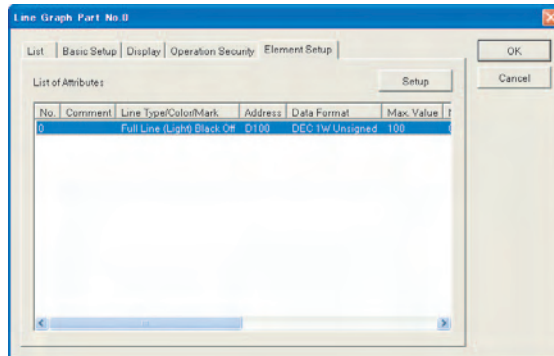 Line Graph Part No.0
List Basic Setup Display Operation Security Element Setup
OK
List of Attributes Setup Cancel
No. Comment Line Type/Color/Mark Address Data Format Max. Value
0 Full Line (Light) Black Off D100 DEC 1W Unsigned 100